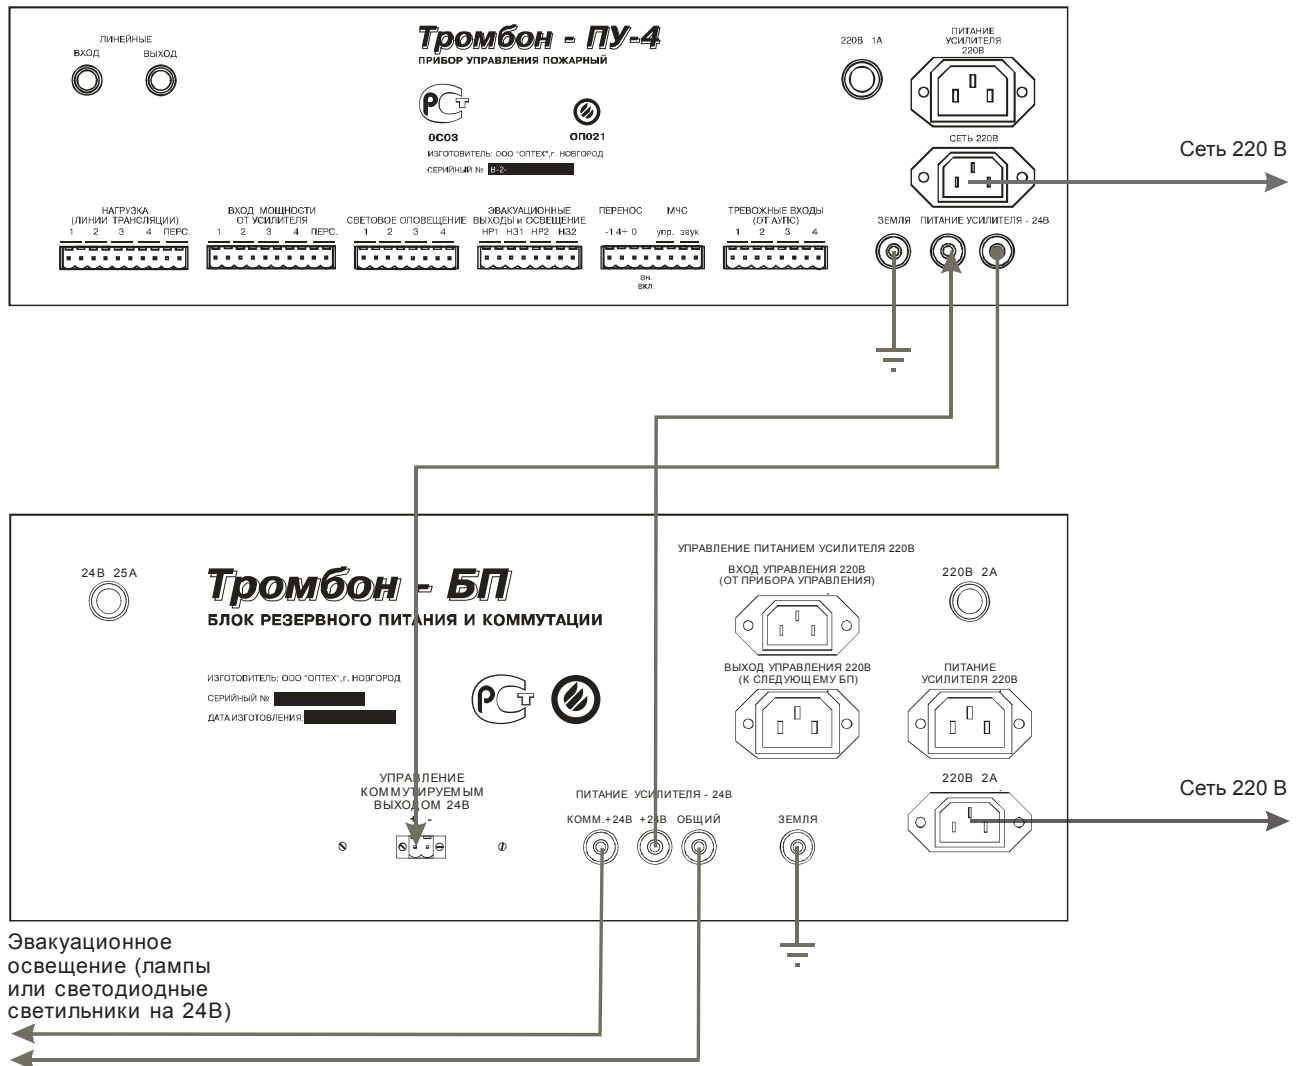 ЛИНЕЙНЫЕ
ВХОД ВЫХОД
Тромбон - ПУ-4
ПРИБОР УПРАВЛЕНИЯ ПОЖАРНЫЙ
РСТ
ОС03 ОП021
ИЗГОТОВИТЕЛЬ: ООО "ОПТЕХ",г. НОВГОРОД
СЕРИЙНЫЙ № В-2-
220В 1А
ПИТАНИЕ
УСИЛИТЕЛЯ
220В
СЕТЬ 220В
Сеть 220 В
НАГРУЗКА
(ЛИНИИ ТРАНСЛЯЦИИ)
1 2 3 4 ПЕРС.
ВХОД МОЩНОСТИ
ОТ УСИЛИТЕЛЯ
1 2 3 4 ПЕРС.
СВЕТОВОЕ ОПОВЕЩЕНИЕ
1 2 3 4
ЭВАКУАЦИОННЫЕ
ВЫХОДЫ и ОСВЕЩЕНИЕ
НР1 НЗ1 НР2 НЗ2
ПЕРЕНОС МЧС
-1 4÷ 0 упр. звук
зн.
вкл.
ТРЕВОЖНЫЕ ВХОДЫ
(ОТ АУПС)
1 2 3 4
ЗЕМЛЯ ПИТАНИЕ УСИЛИТЕЛЯ - 24В
24В 25А
Тромбон - БП
БЛОК РЕЗЕРВНОГО ПИТАНИЯ И КОММУТАЦИИ
ИЗГОТОВИТЕЛЬ: ООО "ОПТЕХ",г. НОВГОРОД
СЕРИЙНЫЙ №
ДАТА ИЗГОТОВЛЕНИЯ:
РСТ
УПРАВЛЕНИЕ ПИТАНИЕМ УСИЛИТЕЛЯ 220В
ВХОД УПРАВЛЕНИЯ 220В
(ОТ ПРИБОРА УПРАВЛЕНИЯ)
220В 2А
ВЫХОД УПРАВЛЕНИЯ 220В
(К СЛЕДУЮЩЕМУ БП)
ПИТАНИЕ
УСИЛИТЕЛЯ 220В
220В 2А
Сеть 220 В
УПРАВЛЕНИЕ
КОММУТИРУЕМЫМ
ВЫХОДОМ 24В
+ -
ПИТАНИЕ УСИЛИТЕЛЯ - 24В
КОММ.+24В +24В ОБЩИЙ
ЗЕМЛЯ
Эвакуационное
освещение (лампы
или светодиодные
светильники на 24В)